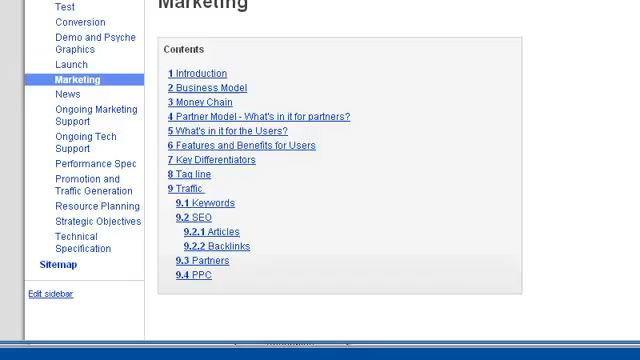 Marketing
Test
Conversion
Demo and Psyche
Graphics
Launch
Marketing
News
Ongoing Marketing
Support
Ongoing Tech
Support
Performance Spec
Promotion and
Traffic Generation
Resource Planning
Strategic Objectives
Technical
Specification
Sitemap
Edit sidebar
Contents
1 Introduction
2 Business Model
3 Money Chain
4 Partner Model - What's in it for partners?
5 What's in it for the Users?
6 Features and Benefits for Users
7 Key Differentiators
8 Tag line
9 Traffic
9.1 Keywords
9.2 SEO
9.2.1 Articles
9.2.2 Backlinks
9.3 Partners
9.4 PPC